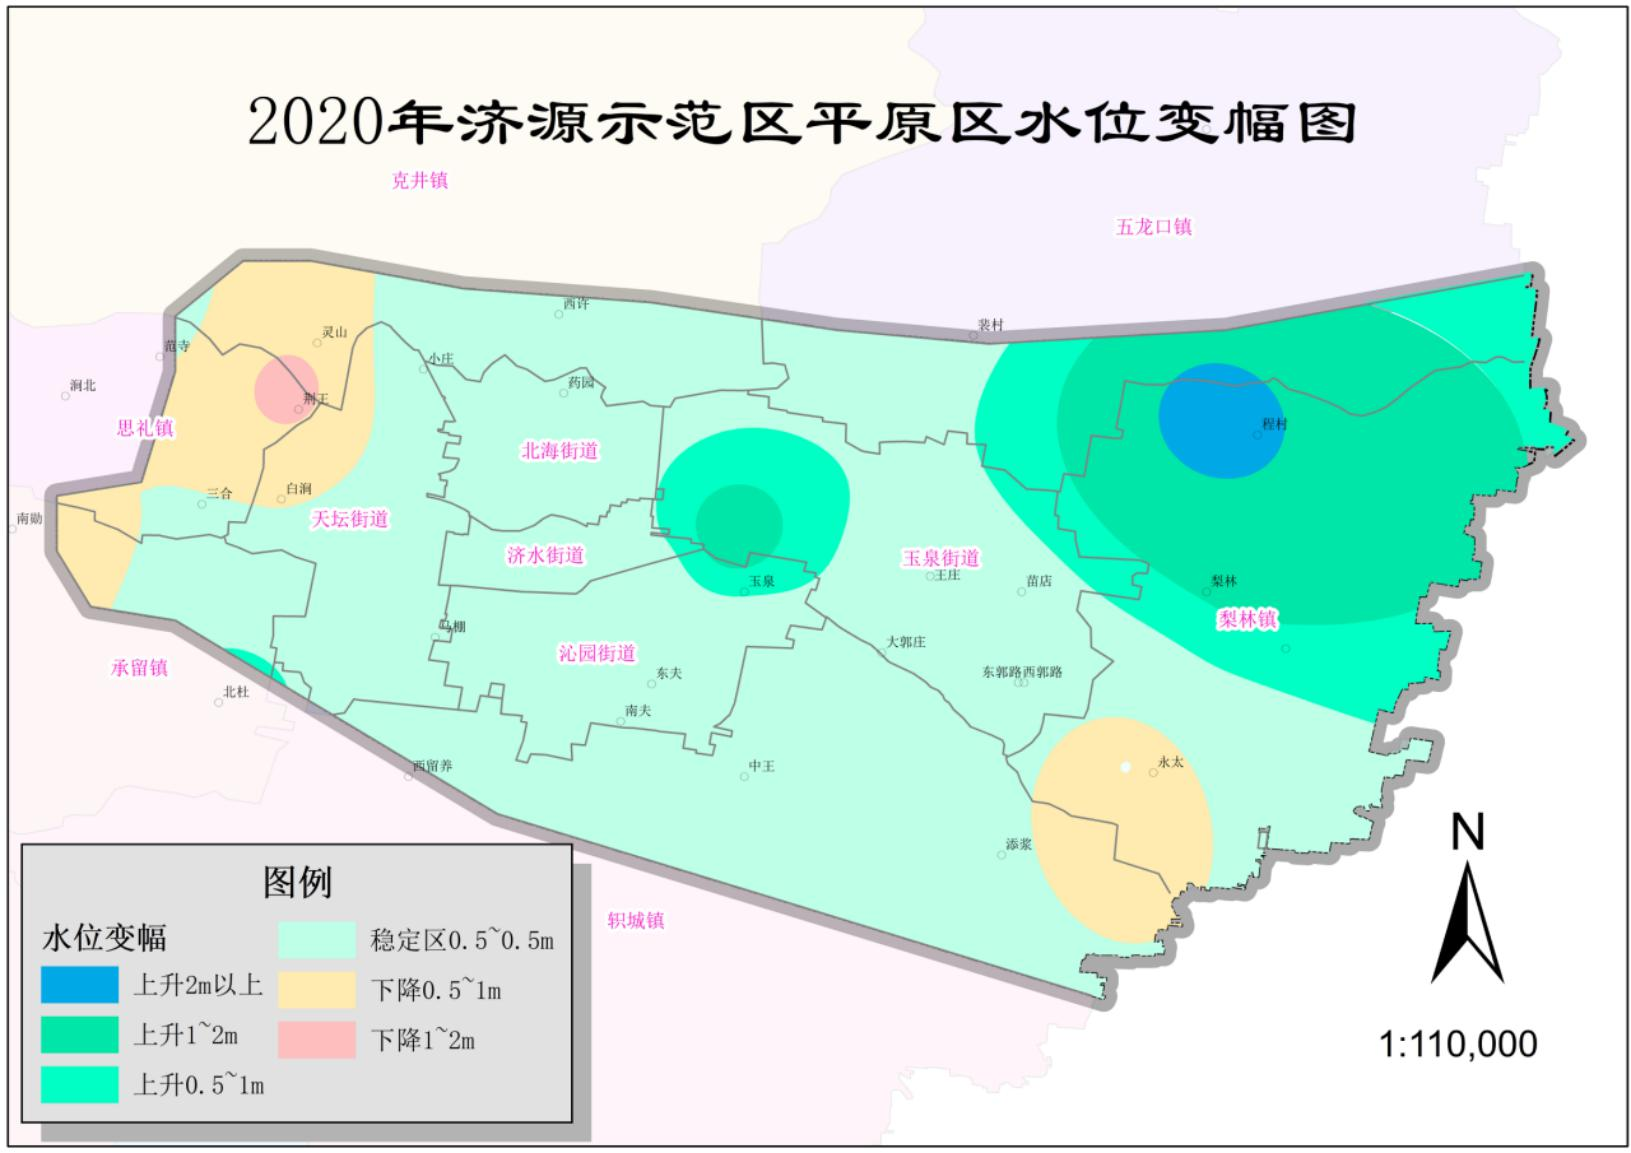 2020年济源示范区平原区水位变幅图
克井镇
五龙口镇
西许
裴村
灵山
范寺
小庄
涧北
药园
荆王
程村
思礼镇
北海街道
三合
白涧
南勋
天坛街道
济水街道
玉泉街道
玉泉
王庄
苗店
梨林
梨林镇
马棚
承留镇
沁园街道
大郭庄
东夫
东郭路西郭路
北杜
南夫
西留养
中王
永太
添浆
轵城镇
N
1:110,000
图例
水位变幅
上升2m以上
上升1~2m
上升0.5~1m
稳定区0.5~0.5m
下降0.5~1m
下降1~2m